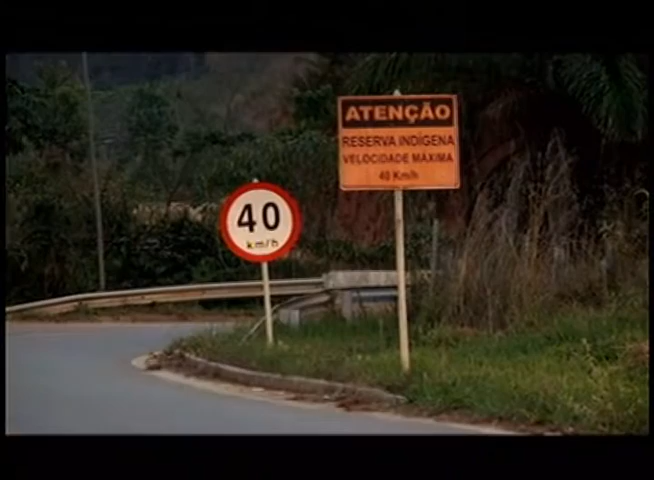 ATENÇÃO
RESERVA INDÍGENA
VELOCIDADE MÁXIMA
40 Km/h
40
km/h